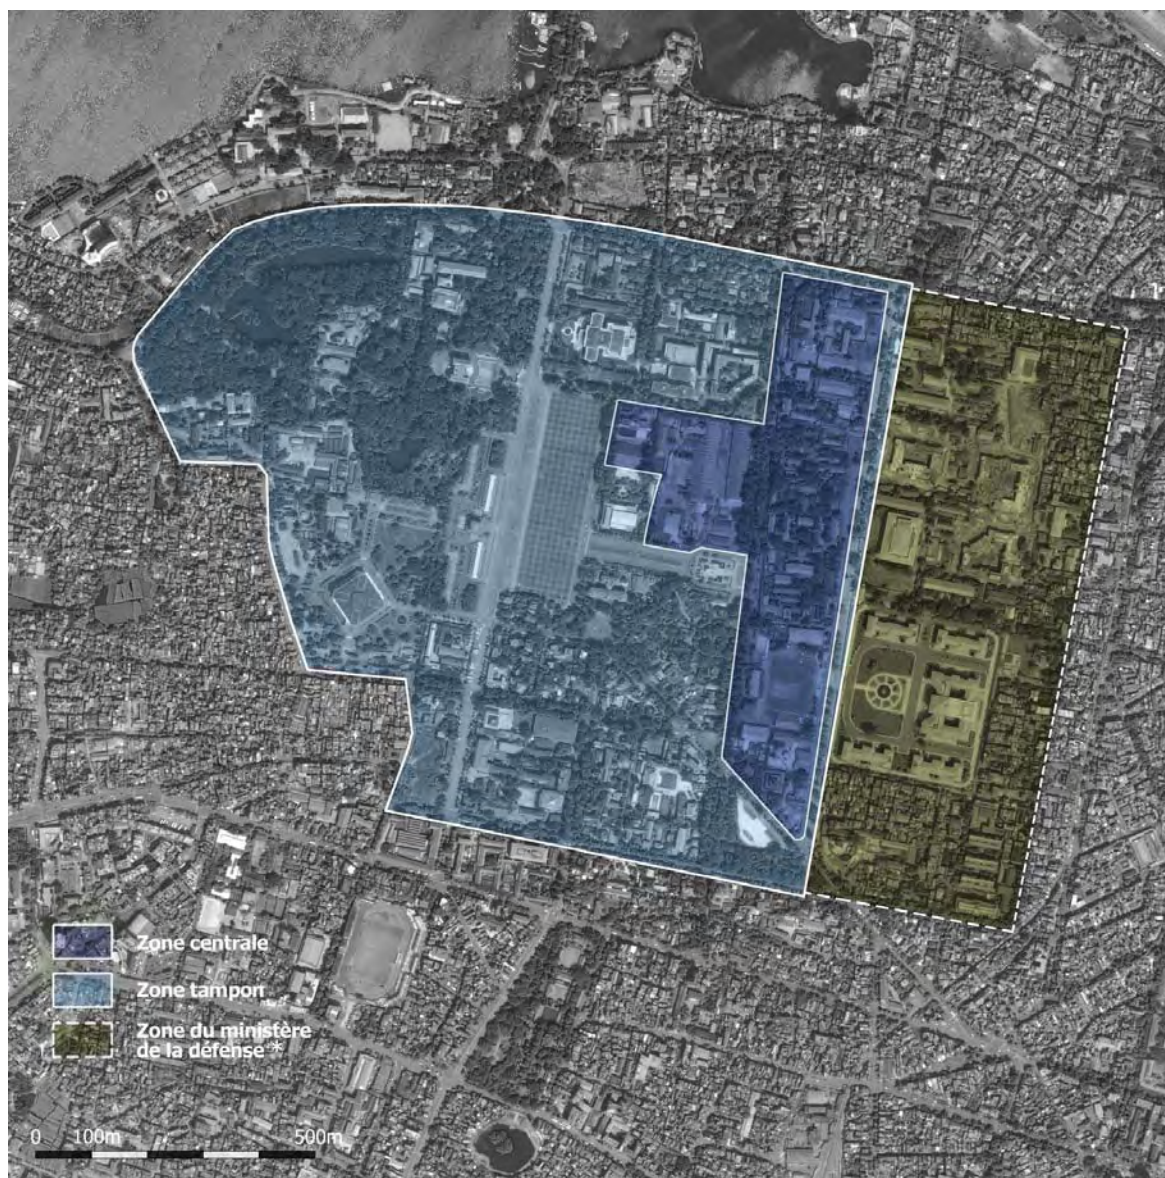 Zone centrale
Zone tampon
Zone du ministère
de la défense *
0 100m 500m